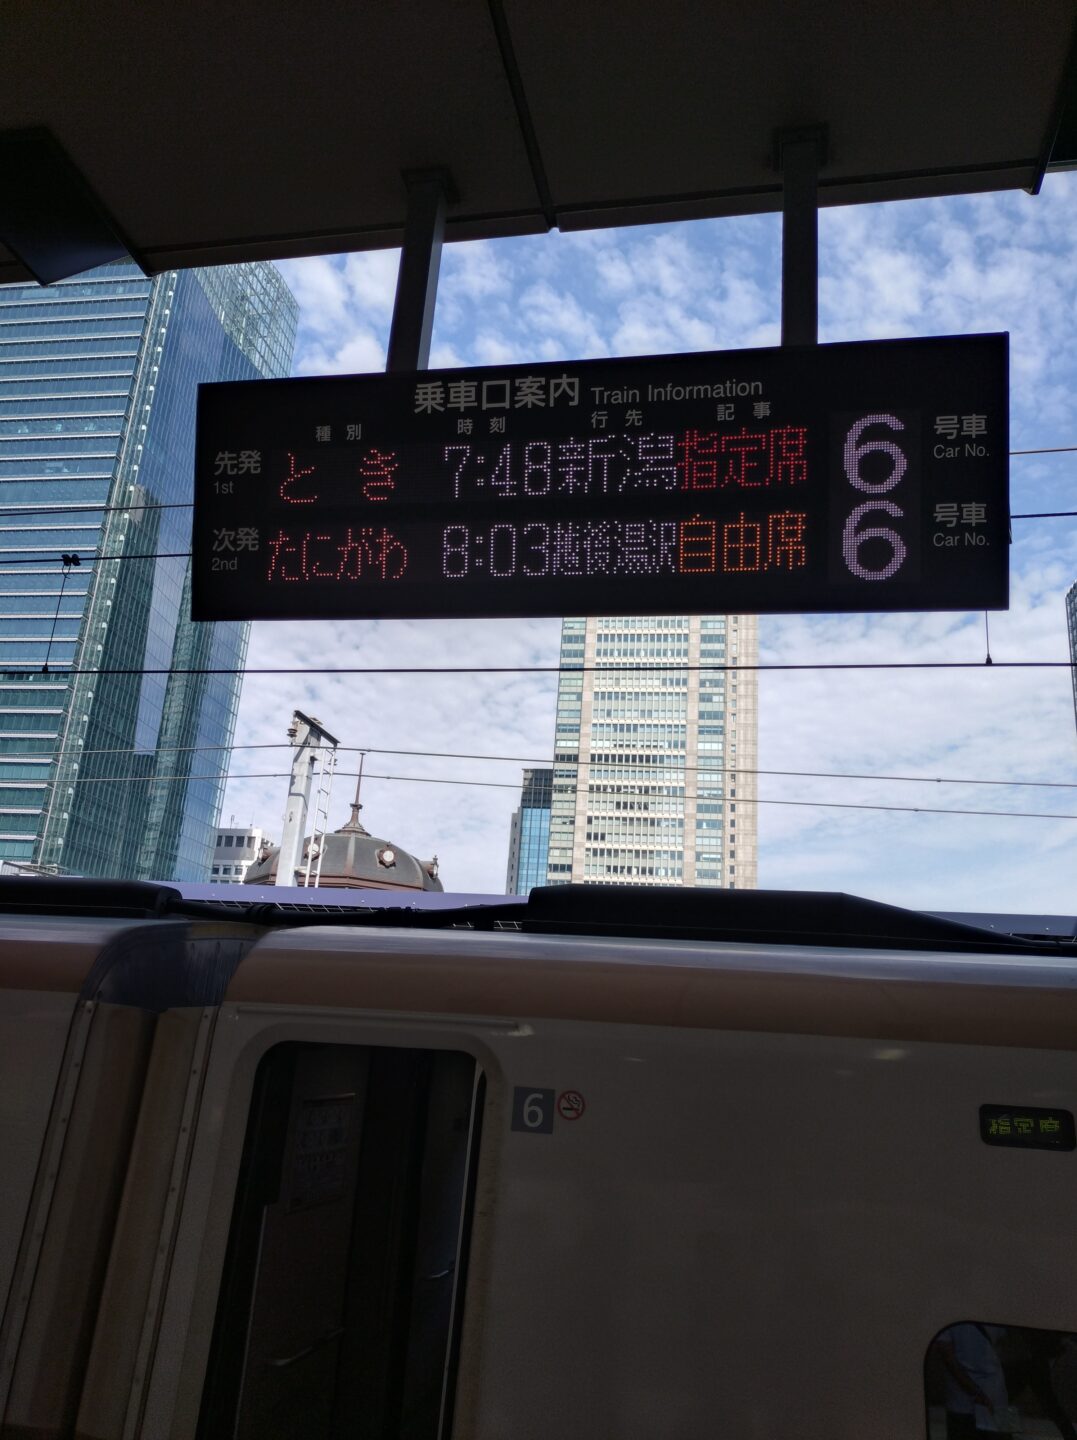 乗車口案内 Train Information
種別 時刻 行先 記事
先発 とき 7:48 新潟 指定席 6 号車
1st Car No.
次発 たにがわ 8:03 越後湯沢 自由席 6 号車
2nd Car No.
6
指定席